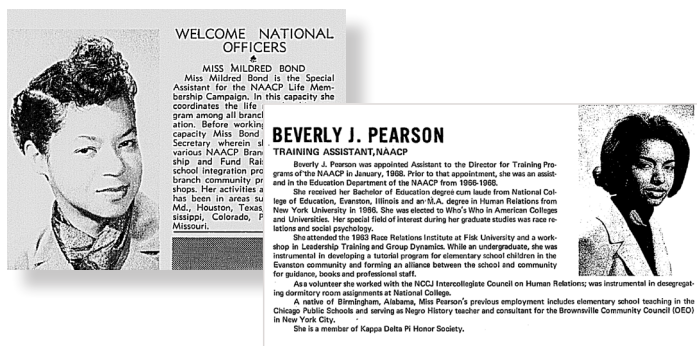 WELCOME NATIONAL
OFFICERS
MISS MILDRED BOND
Miss Mildred Bond is the Special
Assistant for the NAACP Life Mem-
bership Campaign. In this capacity she
coordinates the life
gram among all branch
ation. Before working
capacity Miss Bond
Secretary wherein s
various NAACP Bran
ship and Fund Rais
school integration pro
branch community pr
shops. Her activities a
has been in areas su
Md., Houston, Texas,
sissippi, Colorado, P
Missouri.
BEVERLY J. PEARSON
TRAINING ASSISTANT, NAACP
Beverly J. Pearson was appointed Assistant to the Director for Training Pro-
grams of the NAACP in January, 1968. Prior to that appointment, she was an assist-
and in the Education Department of the NAACP from 1966-1968.
She received her Bachelor of Education degree cum laude from National Col-
lege of Education, Evanston, Illinois and an M.A. degree in Human Relations from
New York University in 1966. She was elected to Who's Who in American Colleges
and Universities. Her special field of interest during her graduate studies was race re-
lations and social psychology.
She attended the 1963 Race Relations Institute at Fisk University and a work-
shop in Leadership Training and Group Dynamics. While an undergraduate, she was
instrumental in developing a tutorial program for elementary school children in the
Evanston community and forming an alliance between the school and community
for guidance, books and professional staff.
As a volunteer she worked with the NCCJ Intercollegiate Council on Human Relations; was instrumental in desegregat-
ing dormitory room assignments at National College.
A native of Birmingham, Alabama, Miss Pearson's previous employment includes elementary school teaching in the
Chicago Public Schools and serving as Negro History teacher and consultant for the Brownsville Community Council (OEO)
in New York City.
She is a member of Kappa Delta Pi Honor Society.